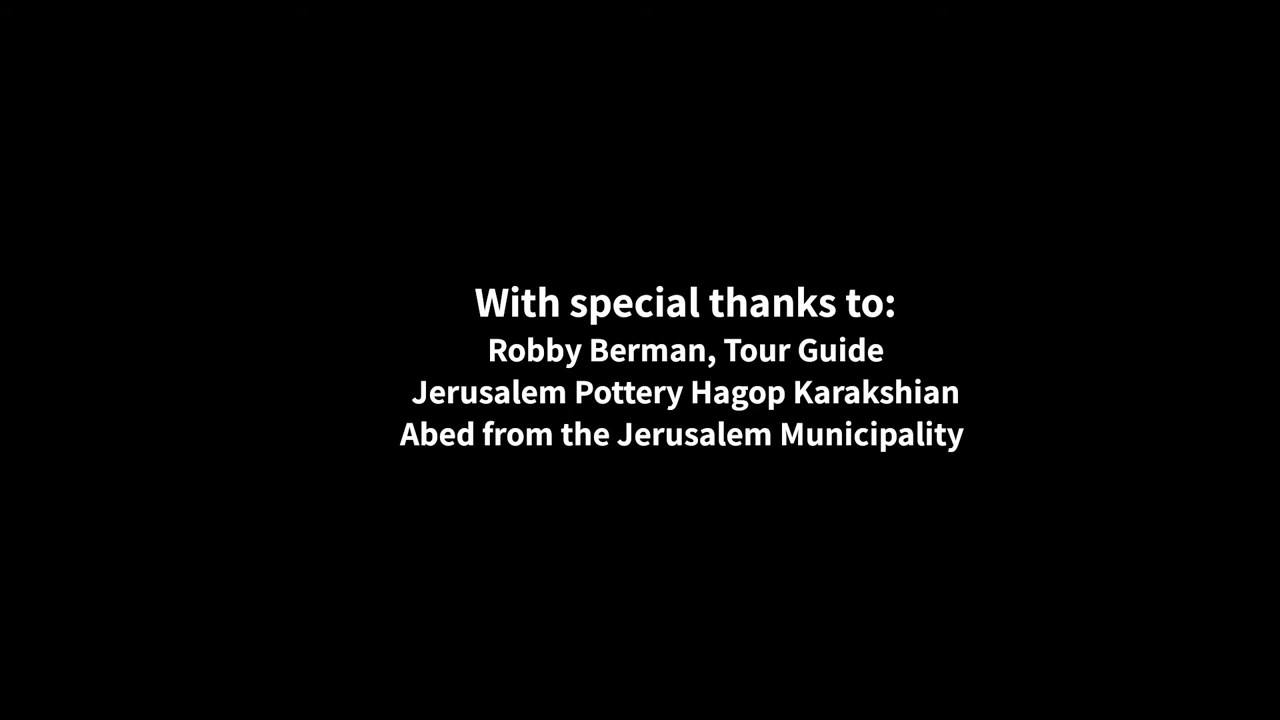 With special thanks to:
Robby Berman, Tour Guide
Jerusalem Pottery Hagop Karakshian
Abed from the Jerusalem Municipality